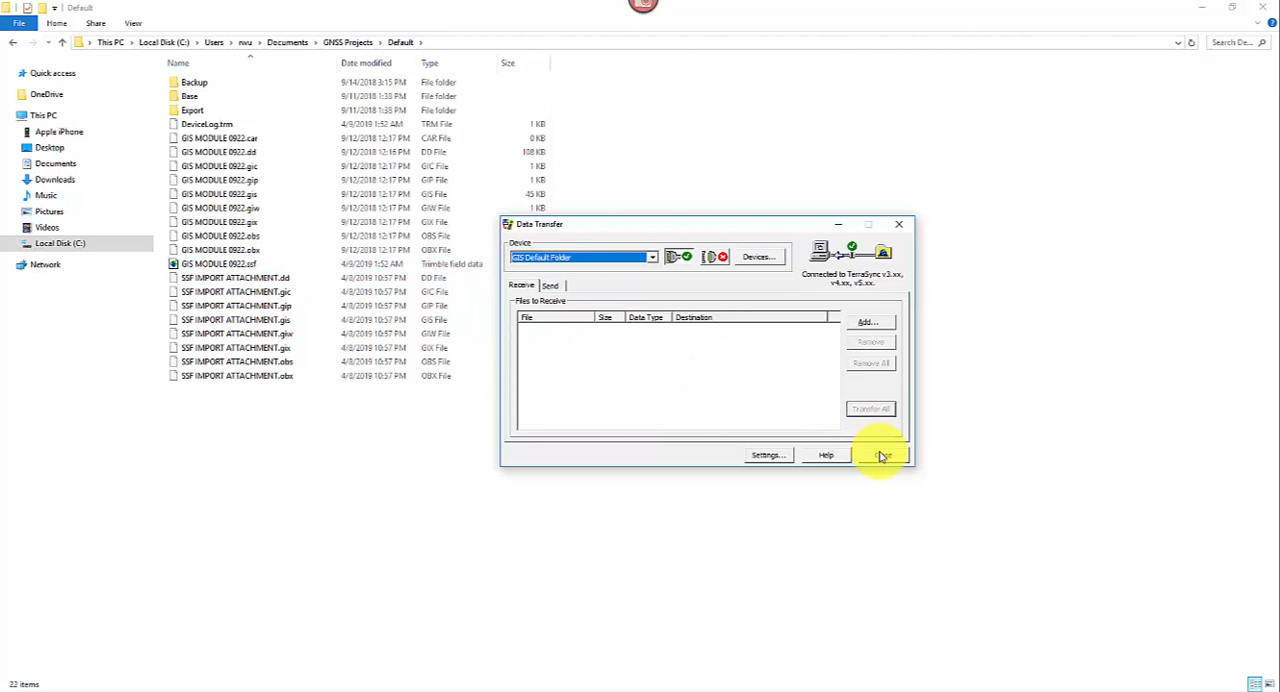 Default
File Home Share View
This PC Local Disk (C:) Users rwu Documents GNSS Projects Default Search De...
Name Date modified Type Size
Quick access
OneDrive
This PC
Apple iPhone
Desktop
Documents
Downloads
Music
Pictures
Videos
Local Disk (C:)
Network
Backup 9/14/2018 3:15 PM File folder
Base 9/11/2018 1:38 PM File folder
Export 9/11/2018 1:38 PM File folder
DeviceLog.trm 4/9/2019 1:52 AM TRM File 1 KB
GIS MODULE 0922.car 9/12/2018 12:17 PM CAR File 0 KB
GIS MODULE 0922.dd 9/12/2018 12:16 PM DD File 108 KB
GIS MODULE 0922.gic 9/12/2018 12:17 PM GIC File 1 KB
GIS MODULE 0922.gip 9/12/2018 12:17 PM GIP File 1 KB
GIS MODULE 0922.gis 9/12/2018 12:17 PM GIS File 45 KB
GIS MODULE 0922.giw 9/12/2018 12:17 PM GIW File 1 KB
GIS MODULE 0922.gix 9/12/2018 12:17 PM GIX File
GIS MODULE 0922.obs 9/12/2018 12:17 PM OBS File
GIS MODULE 0922.obx 9/12/2018 12:17 PM OBX File
GIS MODULE 0922.ssf 4/9/2019 1:52 AM Trimble field data
SSF IMPORT ATTACHMENT.dd 4/8/2019 10:57 PM DD File
SSF IMPORT ATTACHMENT.gic 4/8/2019 10:57 PM GIC File
SSF IMPORT ATTACHMENT.gip 4/8/2019 10:57 PM GIP File
SSF IMPORT ATTACHMENT.gis 4/8/2019 10:57 PM GIS File
SSF IMPORT ATTACHMENT.giw 4/8/2019 10:57 PM GIW File
SSF IMPORT ATTACHMENT.gix 4/8/2019 10:57 PM GIX File
SSF IMPORT ATTACHMENT.obs 4/8/2019 10:57 PM OBS File
SSF IMPORT ATTACHMENT.obx 4/8/2019 10:57 PM OBX File
Data Transfer
Device
GIS Default Folder Devices...
Connected to TerraSync v3.xx,
v4.xx, v5.xx.
Receive Send
Files to Receive
File Size Data Type Destination
Add...
Remove
Remove All
Transfer All
Settings... Help Close
22 items